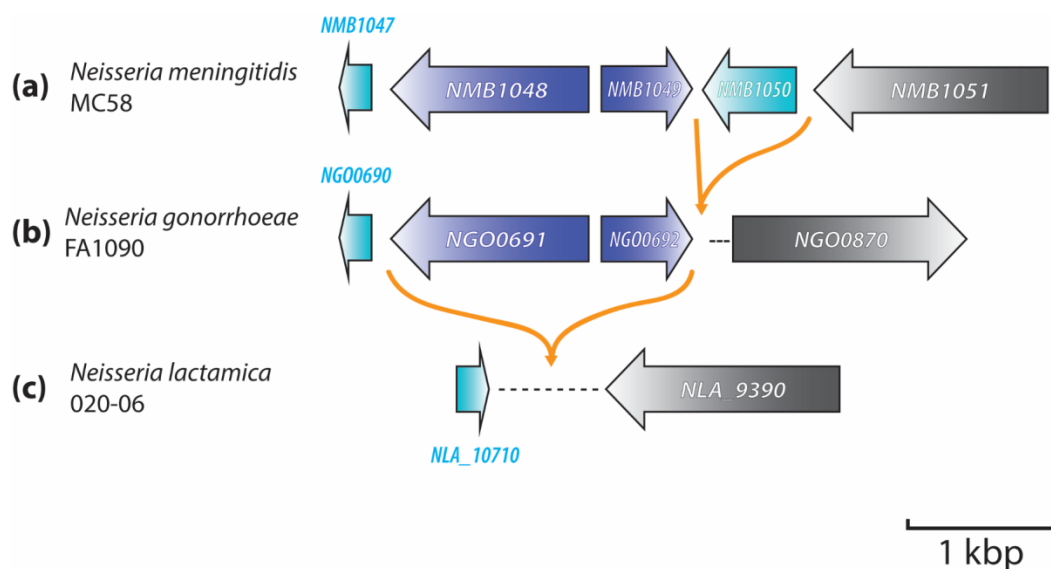 NMB1047
(a) Neisseria meningitidis
MC58
NMB1048 NMB1049 NMB1050 NMB1051
NGO0690
(b) Neisseria gonorrhoeae
FA1090
NGO0691 NGO0692 NGO0870
(c) Neisseria lactamica
020-06
NLA_9390
NLA_10710
1 kbp